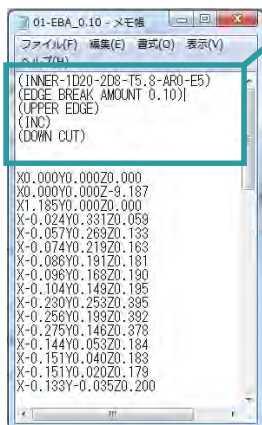 01-EBA_0.10 - メモ帳
ファイル(F) 編集(E) 書式(O) 表示(V)
ヘルプ(H)
(INNER-1D20-2D8-T5.8-AR0-E5)
(EDGE BREAK AMOUNT 0.10)
(UPPER EDGE)
(INC)
(DOWN CUT)
X0.000Y0.000Z0.000
X0.000Y0.000Z-9.187
X1.185Y0.000Z0.000
X-0.024Y0.331Z0.059
X-0.057Y0.269Z0.133
X-0.074Y0.219Z0.163
X-0.086Y0.191Z0.181
X-0.096Y0.168Z0.190
X-0.104Y0.149Z0.195
X-0.230Y0.253Z0.395
X-0.256Y0.199Z0.392
X-0.275Y0.146Z0.378
X-0.144Y0.053Z0.184
X-0.151Y0.040Z0.183
X-0.151Y0.020Z0.179
X-0.133Y-0.035Z0.200